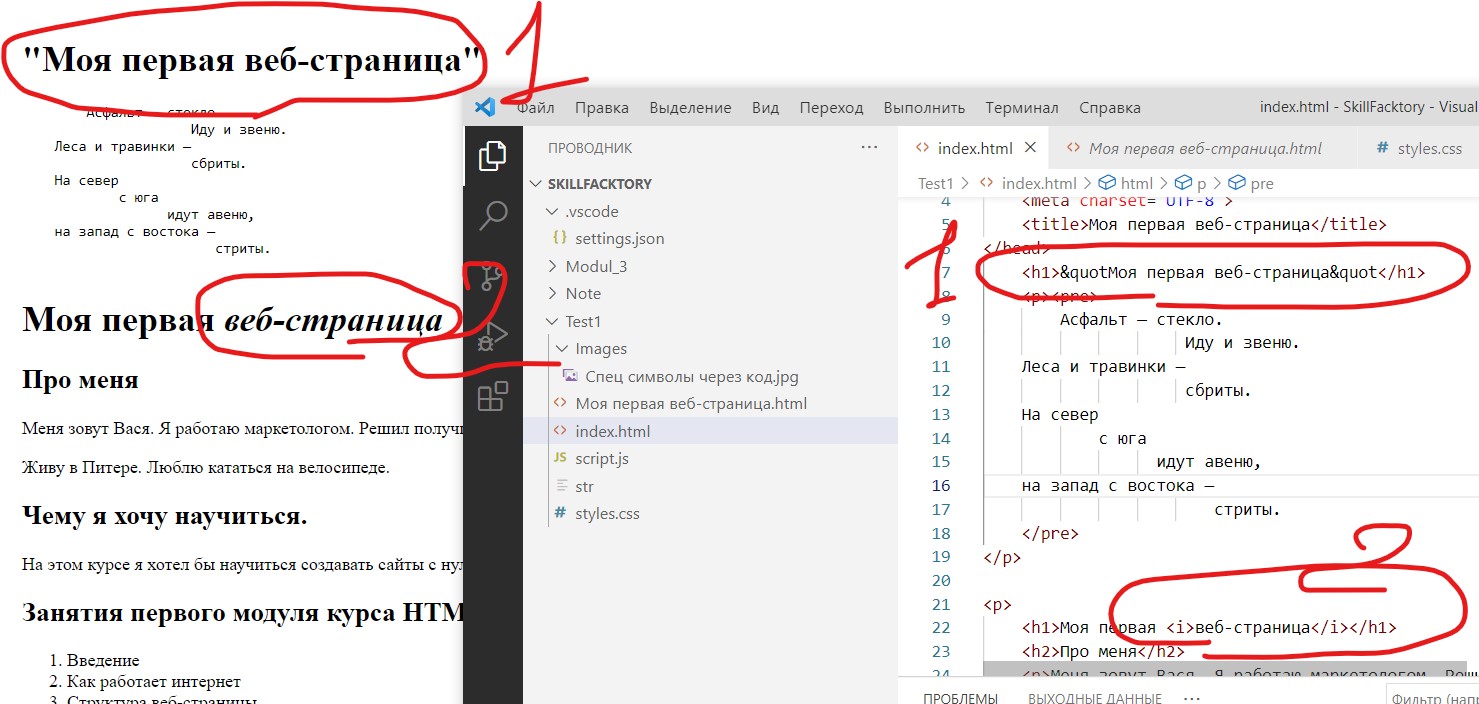 "Моя первая веб-страница"
1
Асфальт — стекло.
Иду и звеню.
Леса и травинки —
сбриты.
На север
с юга
идут авеню,
на запад с востока —
стриты.
Моя первая веб-страница
2
Про меня
Меня зовут Вася. Я работаю маркетологом. Решил
Живу в Питере. Люблю кататься на велосипеде.
Чему я хочу научиться.
На этом курсе я хотел бы научиться создавать сайты с
Занятия первого модуля курса HTM
1. Введение
2. Как работает интернет
3. Структура веб-страницы
Файл Правка Выделение Вид Переход Выполнить Терминал Справка
index.html - SkillFacktory - Visual
ПРОВОДНИК ···
SKILLFACKTORY
.vscode
{} settings.json
Modul_3
Note
Test1
Images
Спец символы через код.jpg
<> Моя первая веб-страница.html
<> index.html
JS script.js
str
# styles.css
<> index.html × <> Моя первая веб-страница.html # styles.css
Test1 > <> index.html > html > p > pre
4 <meta charset="UTF-8">
5 <title>Моя первая веб-страница</title>
6 </head>
1
7 <h1>&quotМоя первая веб-страница&quot</h1>
8 <p><pre>
9 Асфальт — стекло.
10 Иду и звеню.
11 Леса и травинки —
12 сбриты.
13 На север
14 с юга
15 идут авеню,
16 на запад с востока —
17 стриты.
18 </pre>
19 </p>
20
2
21 <p>
22 <h1>Моя первая <i>веб-страница</i></h1>
23 <h2>Про меня</h2>
24 <p>Меня зовут Вася. Я работаю маркетологом.
ПРОБЛЕМЫ ВЫХОДНЫЕ ДАННЫЕ ···
Фильтр